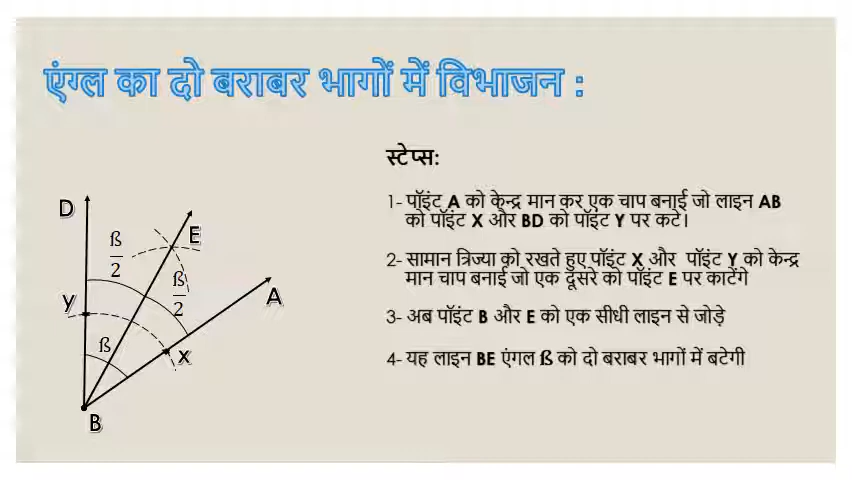 एंग्ल का दो बराबर भागों में विभाजन :
स्टेप्स:
1- पॉइंट A को केन्द्र मान कर एक चाप बनाई जो लाइन AB
को पॉइंट X और BD को पॉइंट Y पर कटे।
2- सामान त्रिज्या को रखते हुए पॉइंट X और पॉइंट Y को केन्द्र
मान चाप बनाई जो एक दूसरे को पॉइंट E पर काटेंगे
3- अब पॉइंट B और E को एक सीधी लाइन से जोड़े
4- यह लाइन BE एंगल ß को दो बराबर भागों में बटेगी
D
E
ß
2
ß
2
A
y
ß
x
B